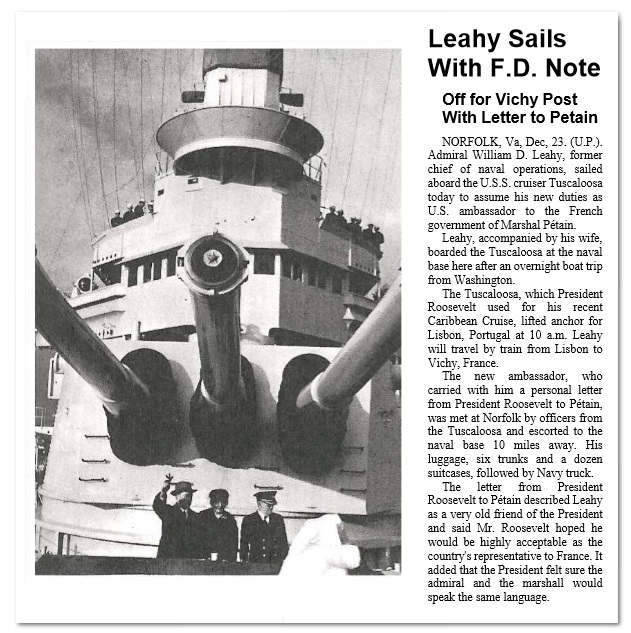 Leahy Sails
With F.D. Note
Off for Vichy Post
With Letter to Petain
NORFOLK, Va, Dec, 23. (U.P.).
Admiral William D. Leahy, former
chief of naval operations, sailed
aboard the U.S.S. cruiser Tuscaloosa
today to assume his new duties as
U.S. ambassador to the French
government of Marshal Pétain.
Leahy, accompanied by his wife,
boarded the Tuscaloosa at the naval
base here after an overnight boat trip
from Washington.
The Tuscaloosa, which President
Roosevelt used for his recent
Caribbean Cruise, lifted anchor for
Lisbon, Portugal at 10 a.m. Leahy
will travel by train from Lisbon to
Vichy, France.
The new ambassador, who
carried with him a personal letter
from President Roosevelt to Pétain,
was met at Norfolk by officers from
the Tuscaloosa and escorted to the
naval base 10 miles away. His
luggage, six trunks and a dozen
suitcases, followed by Navy truck.
The letter from President
Roosevelt to Pétain described Leahy
as a very old friend of the President
and said Mr. Roosevelt hoped he
would be highly acceptable as the
country's representative to France. It
added that the President felt sure the
admiral and the marshall would
speak the same language.